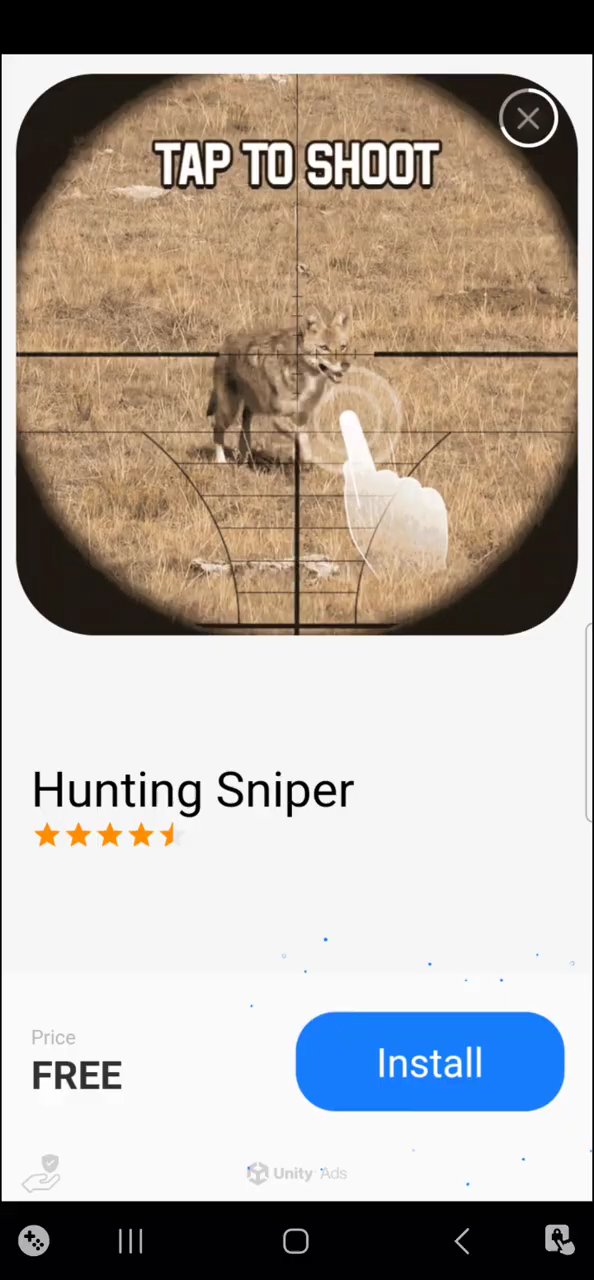 TAP TO SHOOT
Hunting Sniper
Price
FREE
Install
Unity Ads